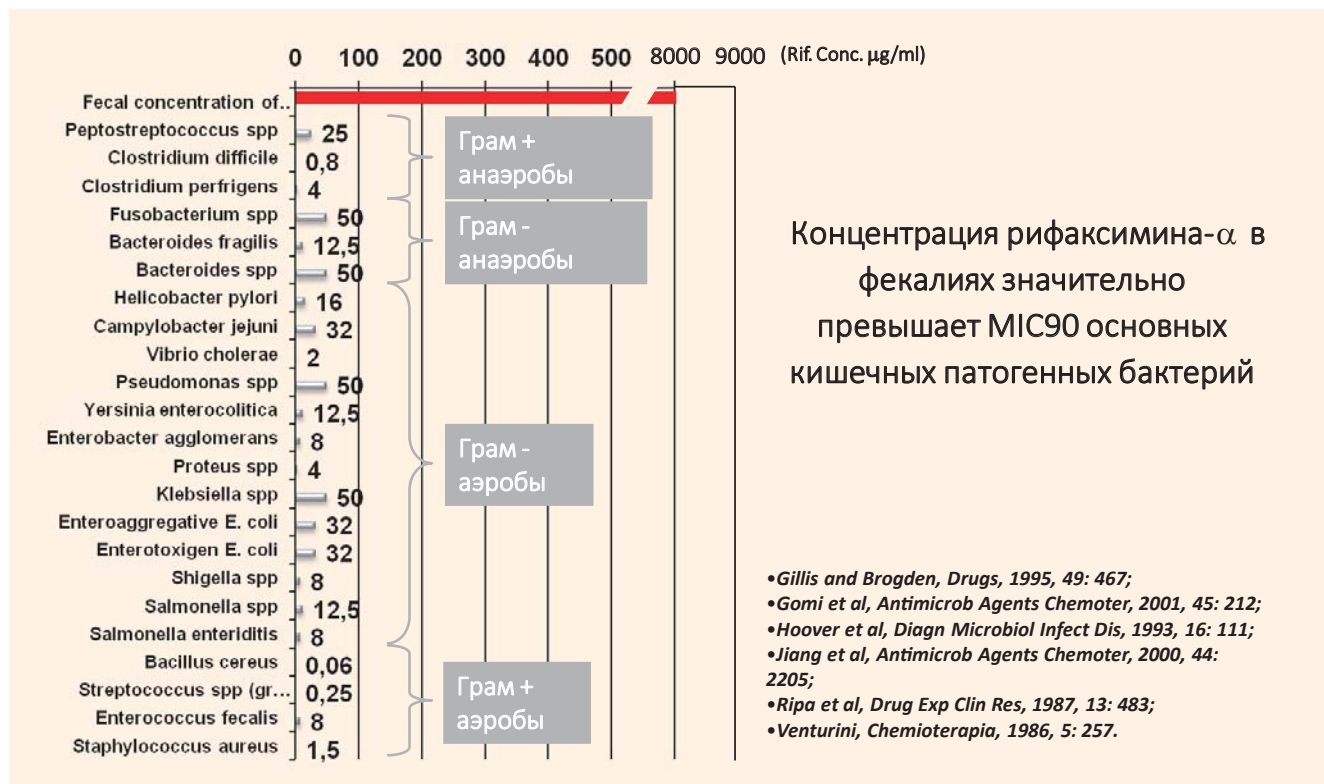 0 100 200 300 400 500 8000 9000 (Rif. Conc. μg/ml)
Fecal concentration of..
Peptostreptococcus spp 25
Clostridium difficile 0,8
Clostridium perfrigens 4
Fusobacterium spp 50
Bacteroides fragilis 12,5
Bacteroides spp 50
Helicobacter pylori 16
Campylobacter jejuni 32
Vibrio cholerae 2
Pseudomonas spp 50
Yersinia enterocolitica 12,5
Enterobacter agglomerans 8
Proteus spp 4
Klebsiella spp 50
Enteroaggregative E. coli 32
Enterotoxigen E. coli 32
Shigella spp 8
Salmonella spp 12,5
Salmonella enteriditis 8
Bacillus cereus 0,06
Streptococcus spp (gr... 0,25
Enterococcus fecalis 8
Staphylococcus aureus 1,5
Грам +
анаэробы
Грам -
анаэробы
Грам -
аэробы
Грам +
аэробы
Концентрация рифаксимина-α в
фекалиях значительно
превышает MIC90 основных
кишечных патогенных бактерий
•Gillis and Brogden, Drugs, 1995, 49: 467;
•Gomi et al, Antimicrob Agents Chemoter, 2001, 45: 212;
•Hoover et al, Diagn Microbiol Infect Dis, 1993, 16: 111;
•Jiang et al, Antimicrob Agents Chemoter, 2000, 44:
2205;
•Ripa et al, Drug Exp Clin Res, 1987, 13: 483;
•Venturini, Chemioterapia, 1986, 5: 257.